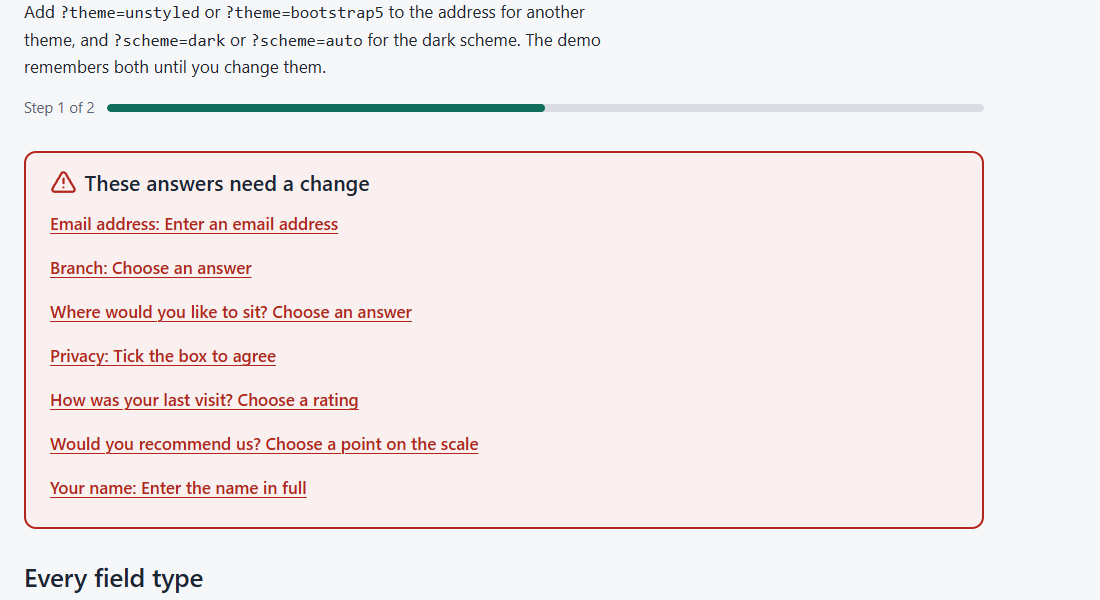 Add ?theme=unstyled or ?theme=bootstrap5 to the address for another
theme, and ?scheme=dark or ?scheme=auto for the dark scheme. The demo
remembers both until you change them.
Step 1 of 2
These answers need a change
Email address: Enter an email address
Branch: Choose an answer
Where would you like to sit? Choose an answer
Privacy: Tick the box to agree
How was your last visit? Choose a rating
Would you recommend us? Choose a point on the scale
Your name: Enter the name in full
Every field type